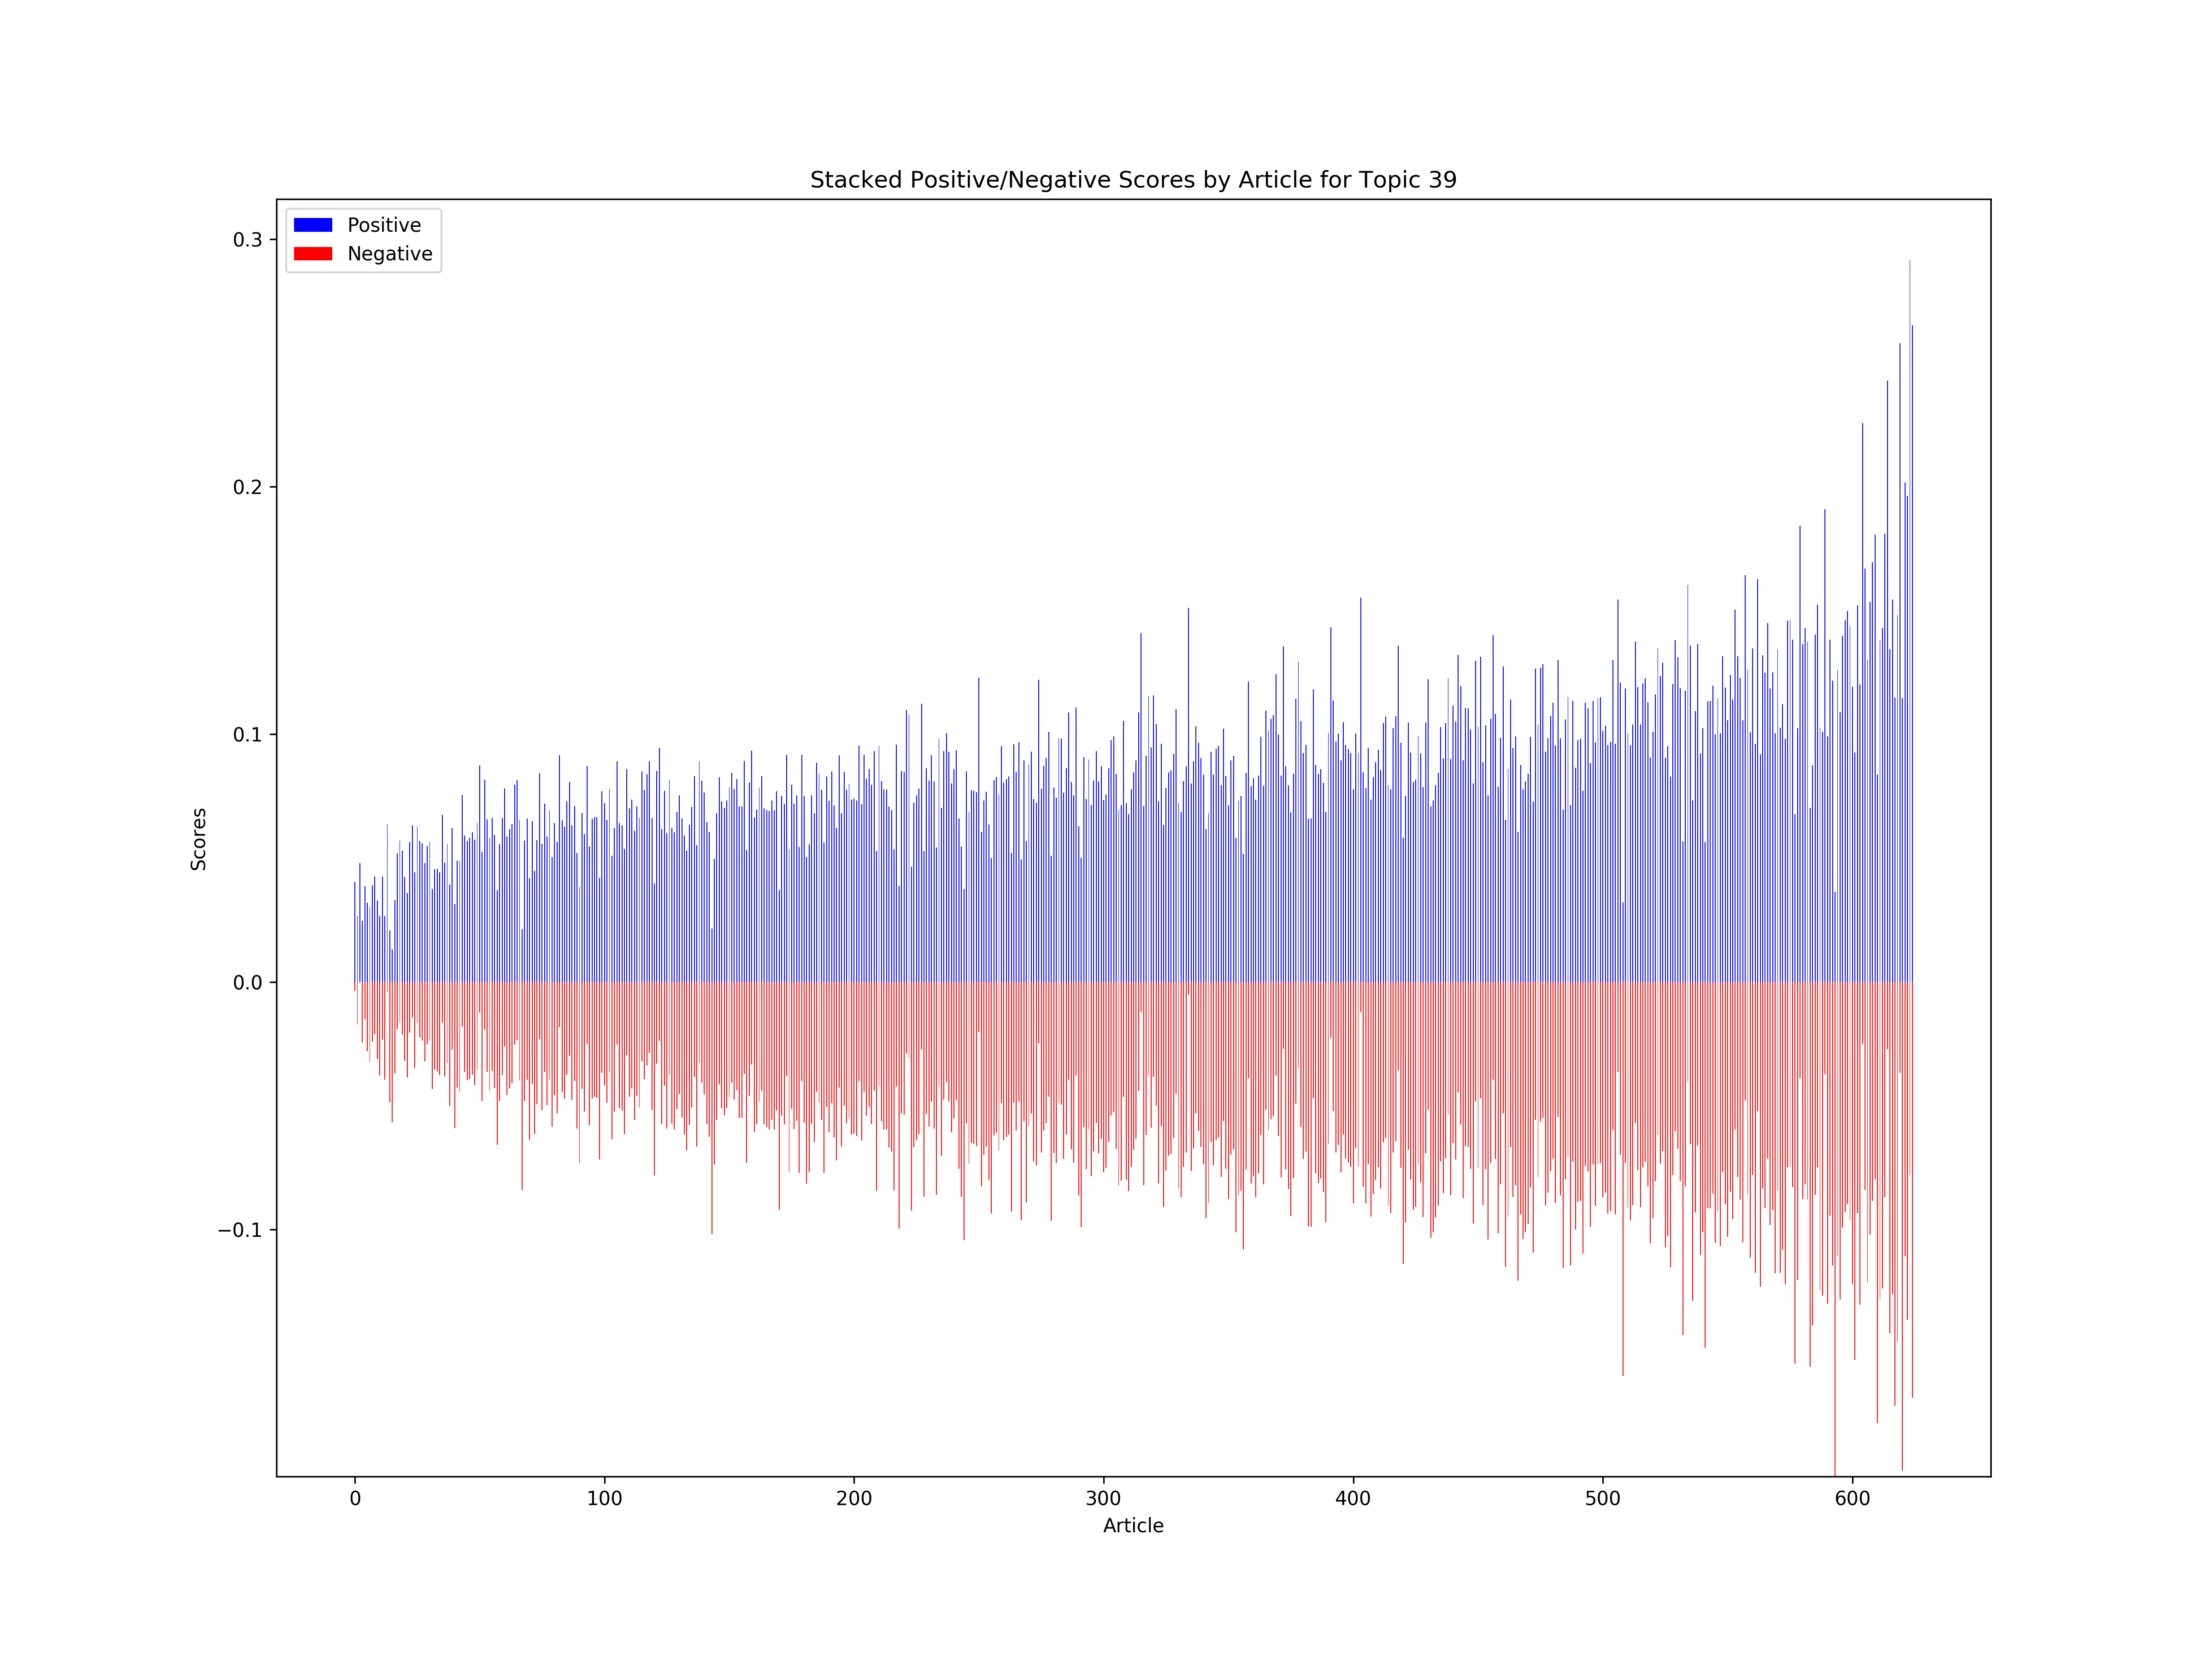 Stacked Positive/Negative Scores by Article for Topic 39
Positive
Negative
0.3
0.2
0.1
0.0
−0.1
Scores
0 100 200 300 400 500 600
Article